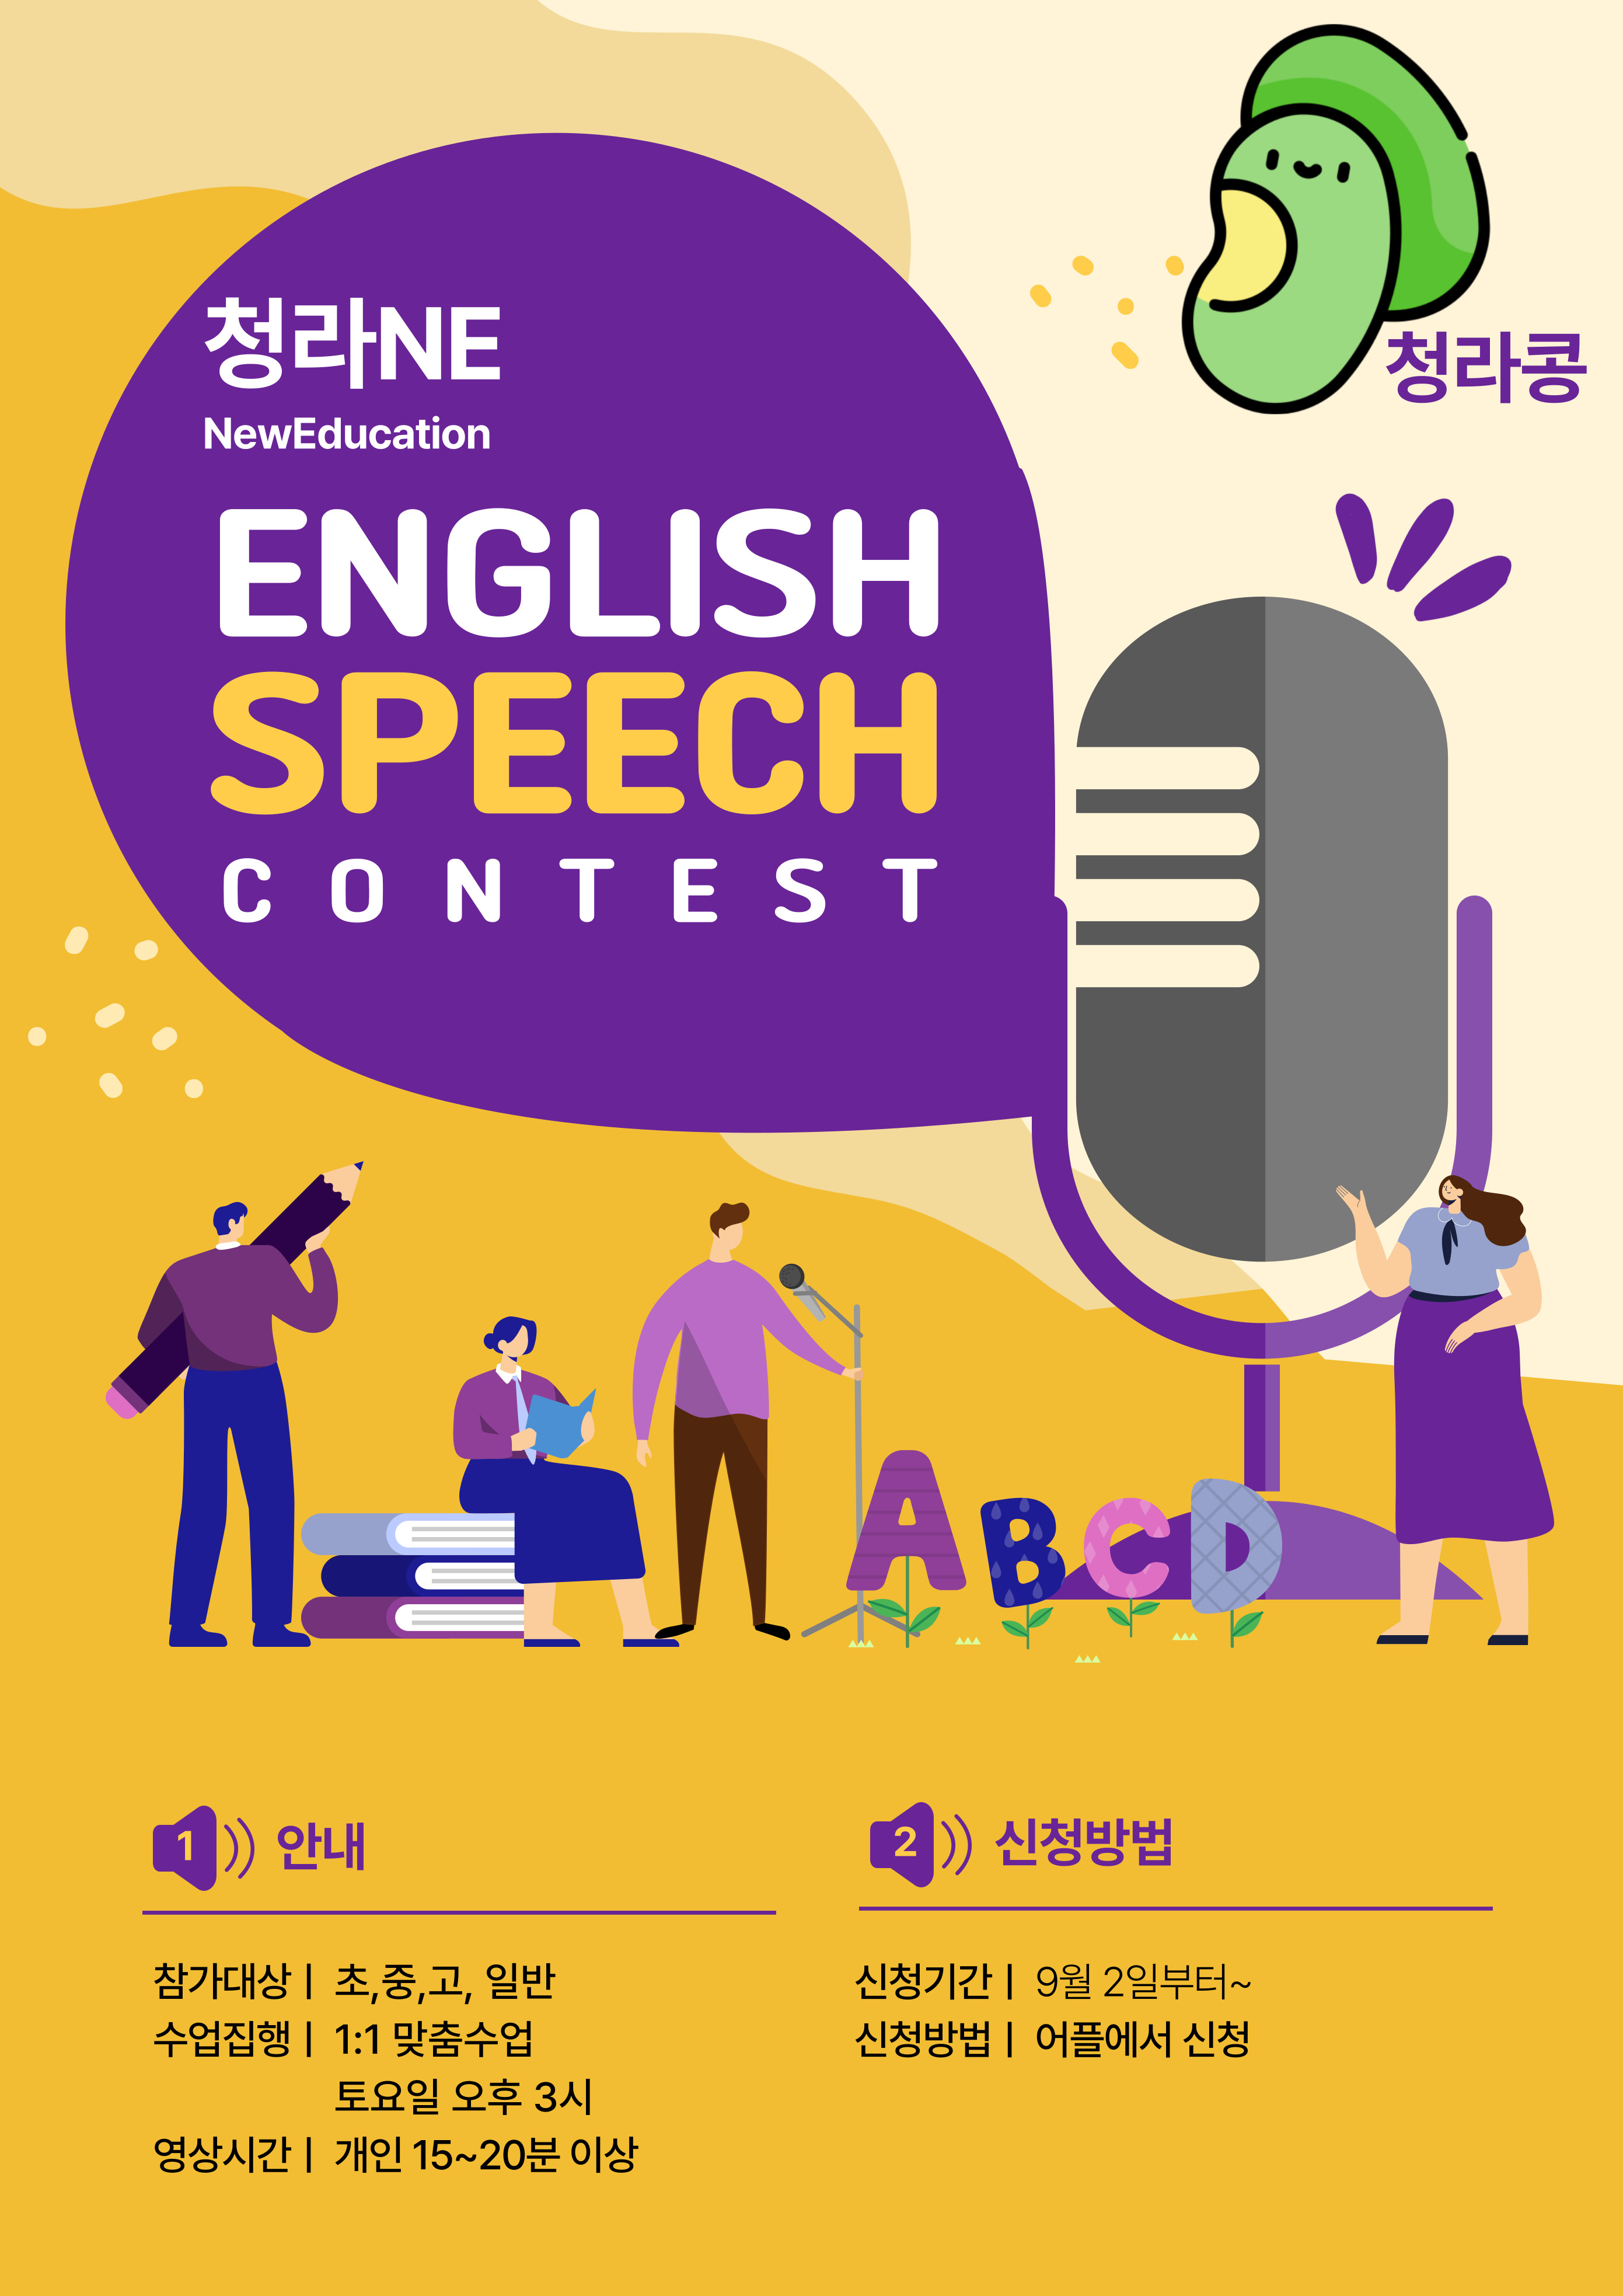 청라NE
NewEducation
ENGLISH
SPEECH
CONTEST
청라콩
A B C D
1 안내
참가대상 | 초,중,고, 일반
수업집행 | 1:1 맞춤수업
토요일 오후 3시
영상시간 | 개인 15~20분 이상
2 신청방법
신청기간 | 9월 2일부터~
신청방법 | 어플에서 신청